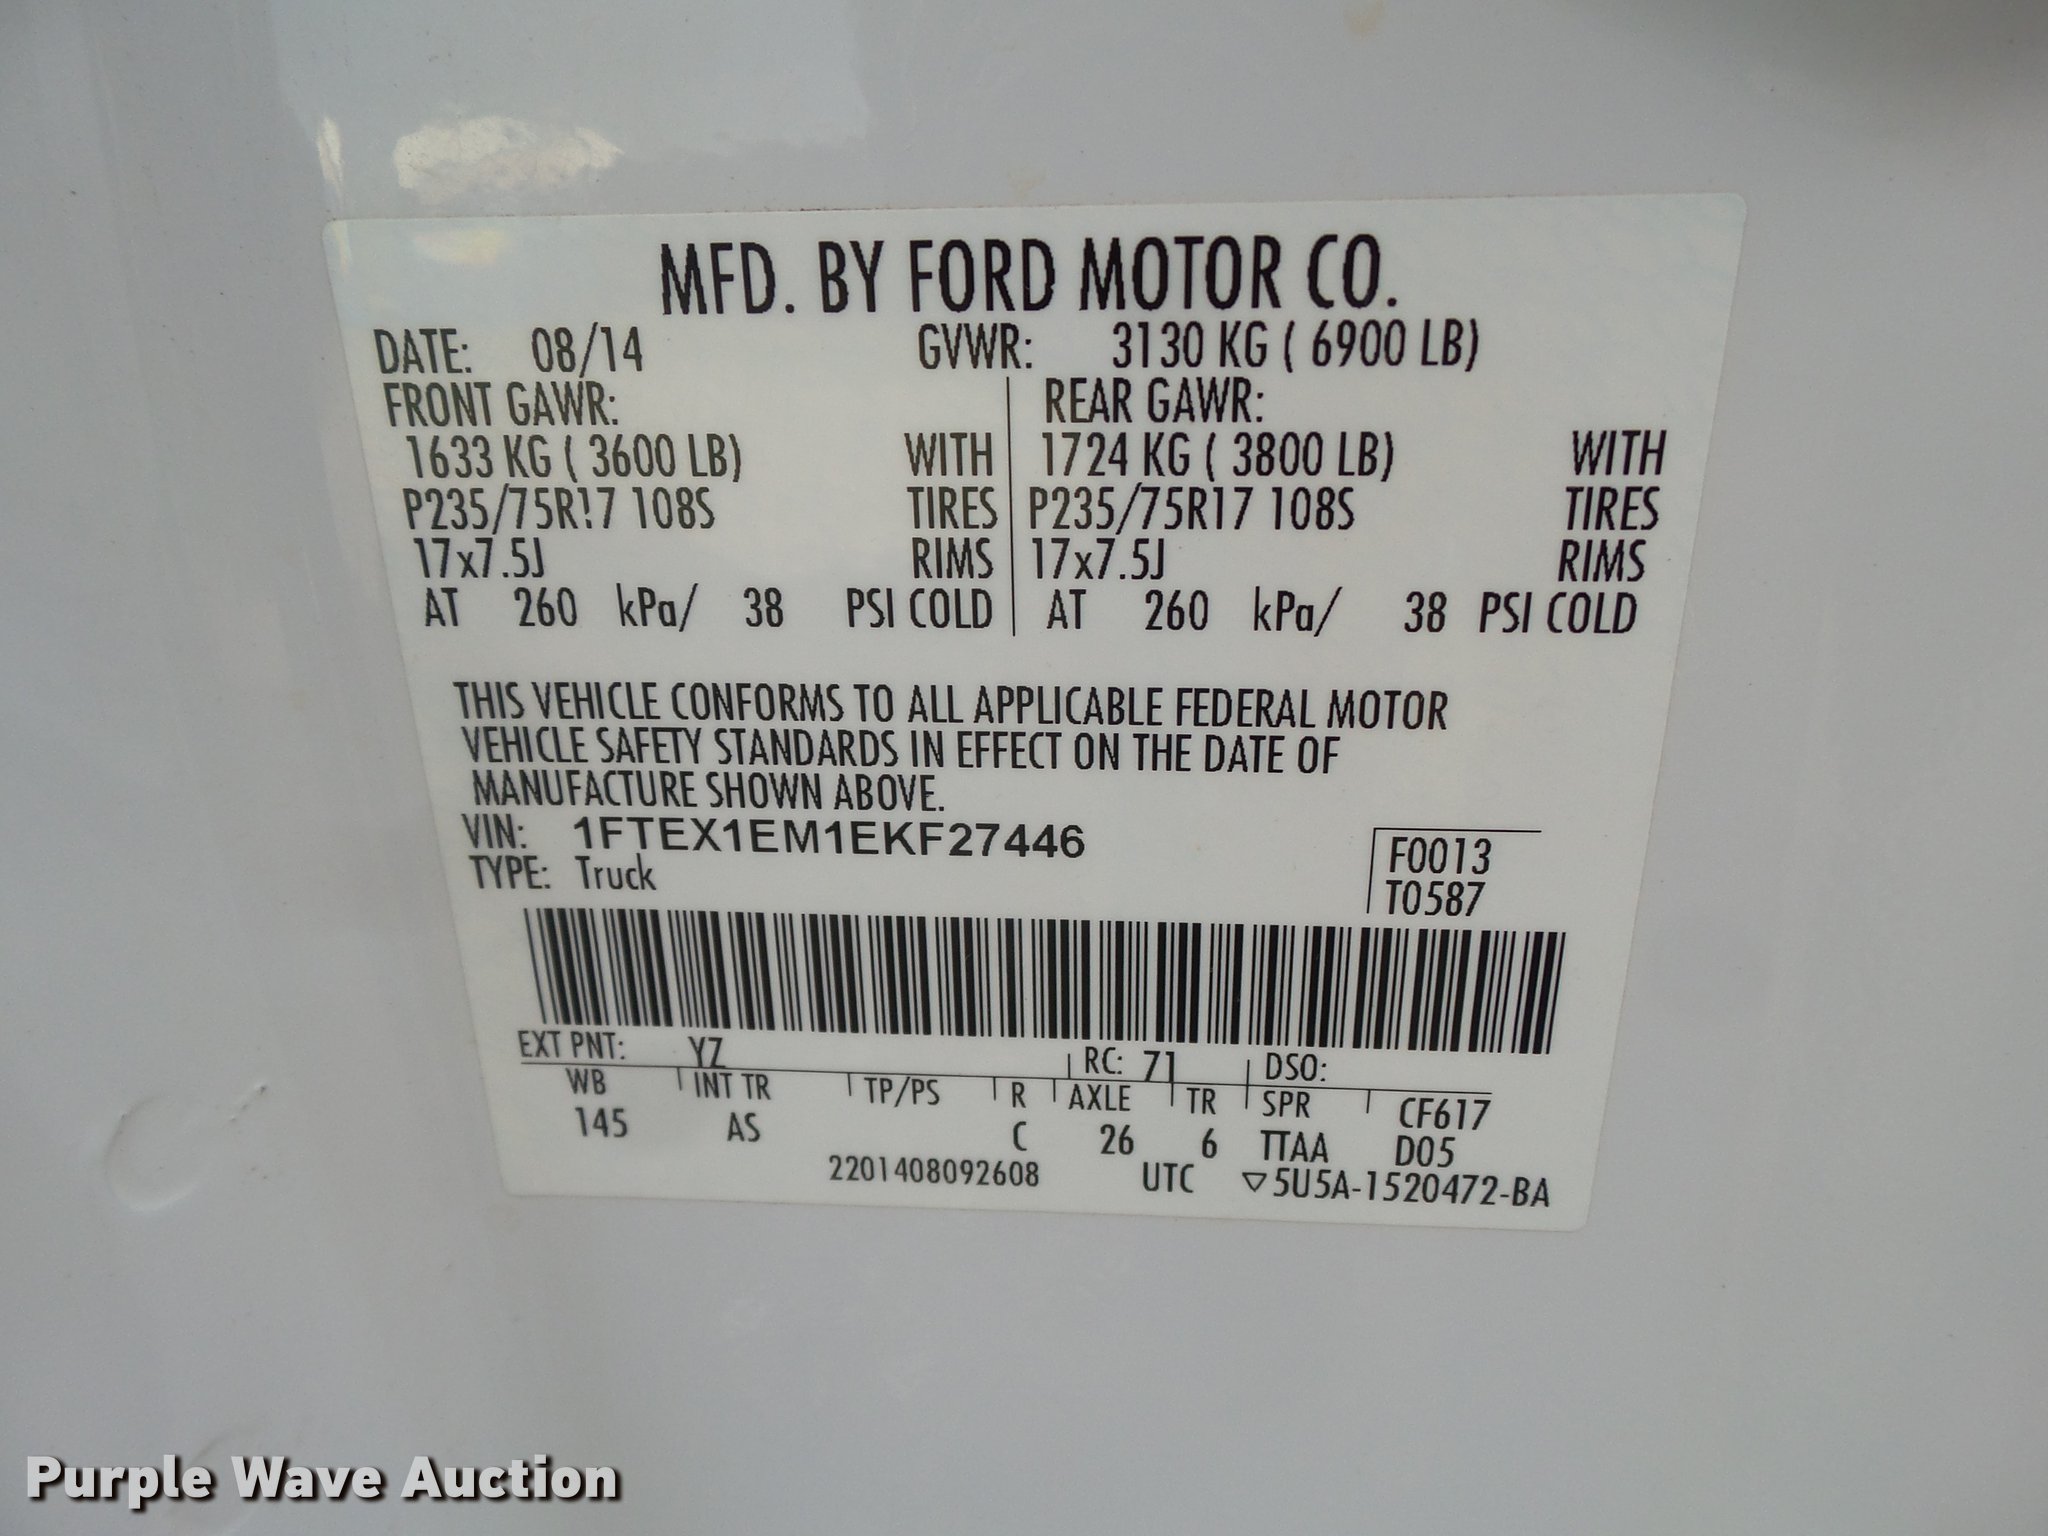 MFD. BY FORD MOTOR CO.
DATE: 08/14 GVWR: 3130 KG ( 6900 LB)
FRONT GAWR: REAR GAWR:
1633 KG ( 3600 LB) WITH 1724 KG ( 3800 LB) WITH
P235/75R!7 108S TIRES P235/75R17 108S TIRES
17x7.5J RIMS 17x7.5J RIMS
AT 260 kPa/ 38 PSI COLD AT 260 kPa/ 38 PSI COLD
THIS VEHICLE CONFORMS TO ALL APPLICABLE FEDERAL MOTOR
VEHICLE SAFETY STANDARDS IN EFFECT ON THE DATE OF
MANUFACTURE SHOWN ABOVE.
VIN: 1FTEX1EM1EKF27446 F0013
TYPE: Truck T0587
EXT PNT: YZ RC: 71 DSO:
WB INT TR TP/PS R AXLE TR SPR CF617
145 AS C 26 6 TTAA D05
2201408092608 UTC ▽5U5A-1520472-BA
Purple Wave Auction